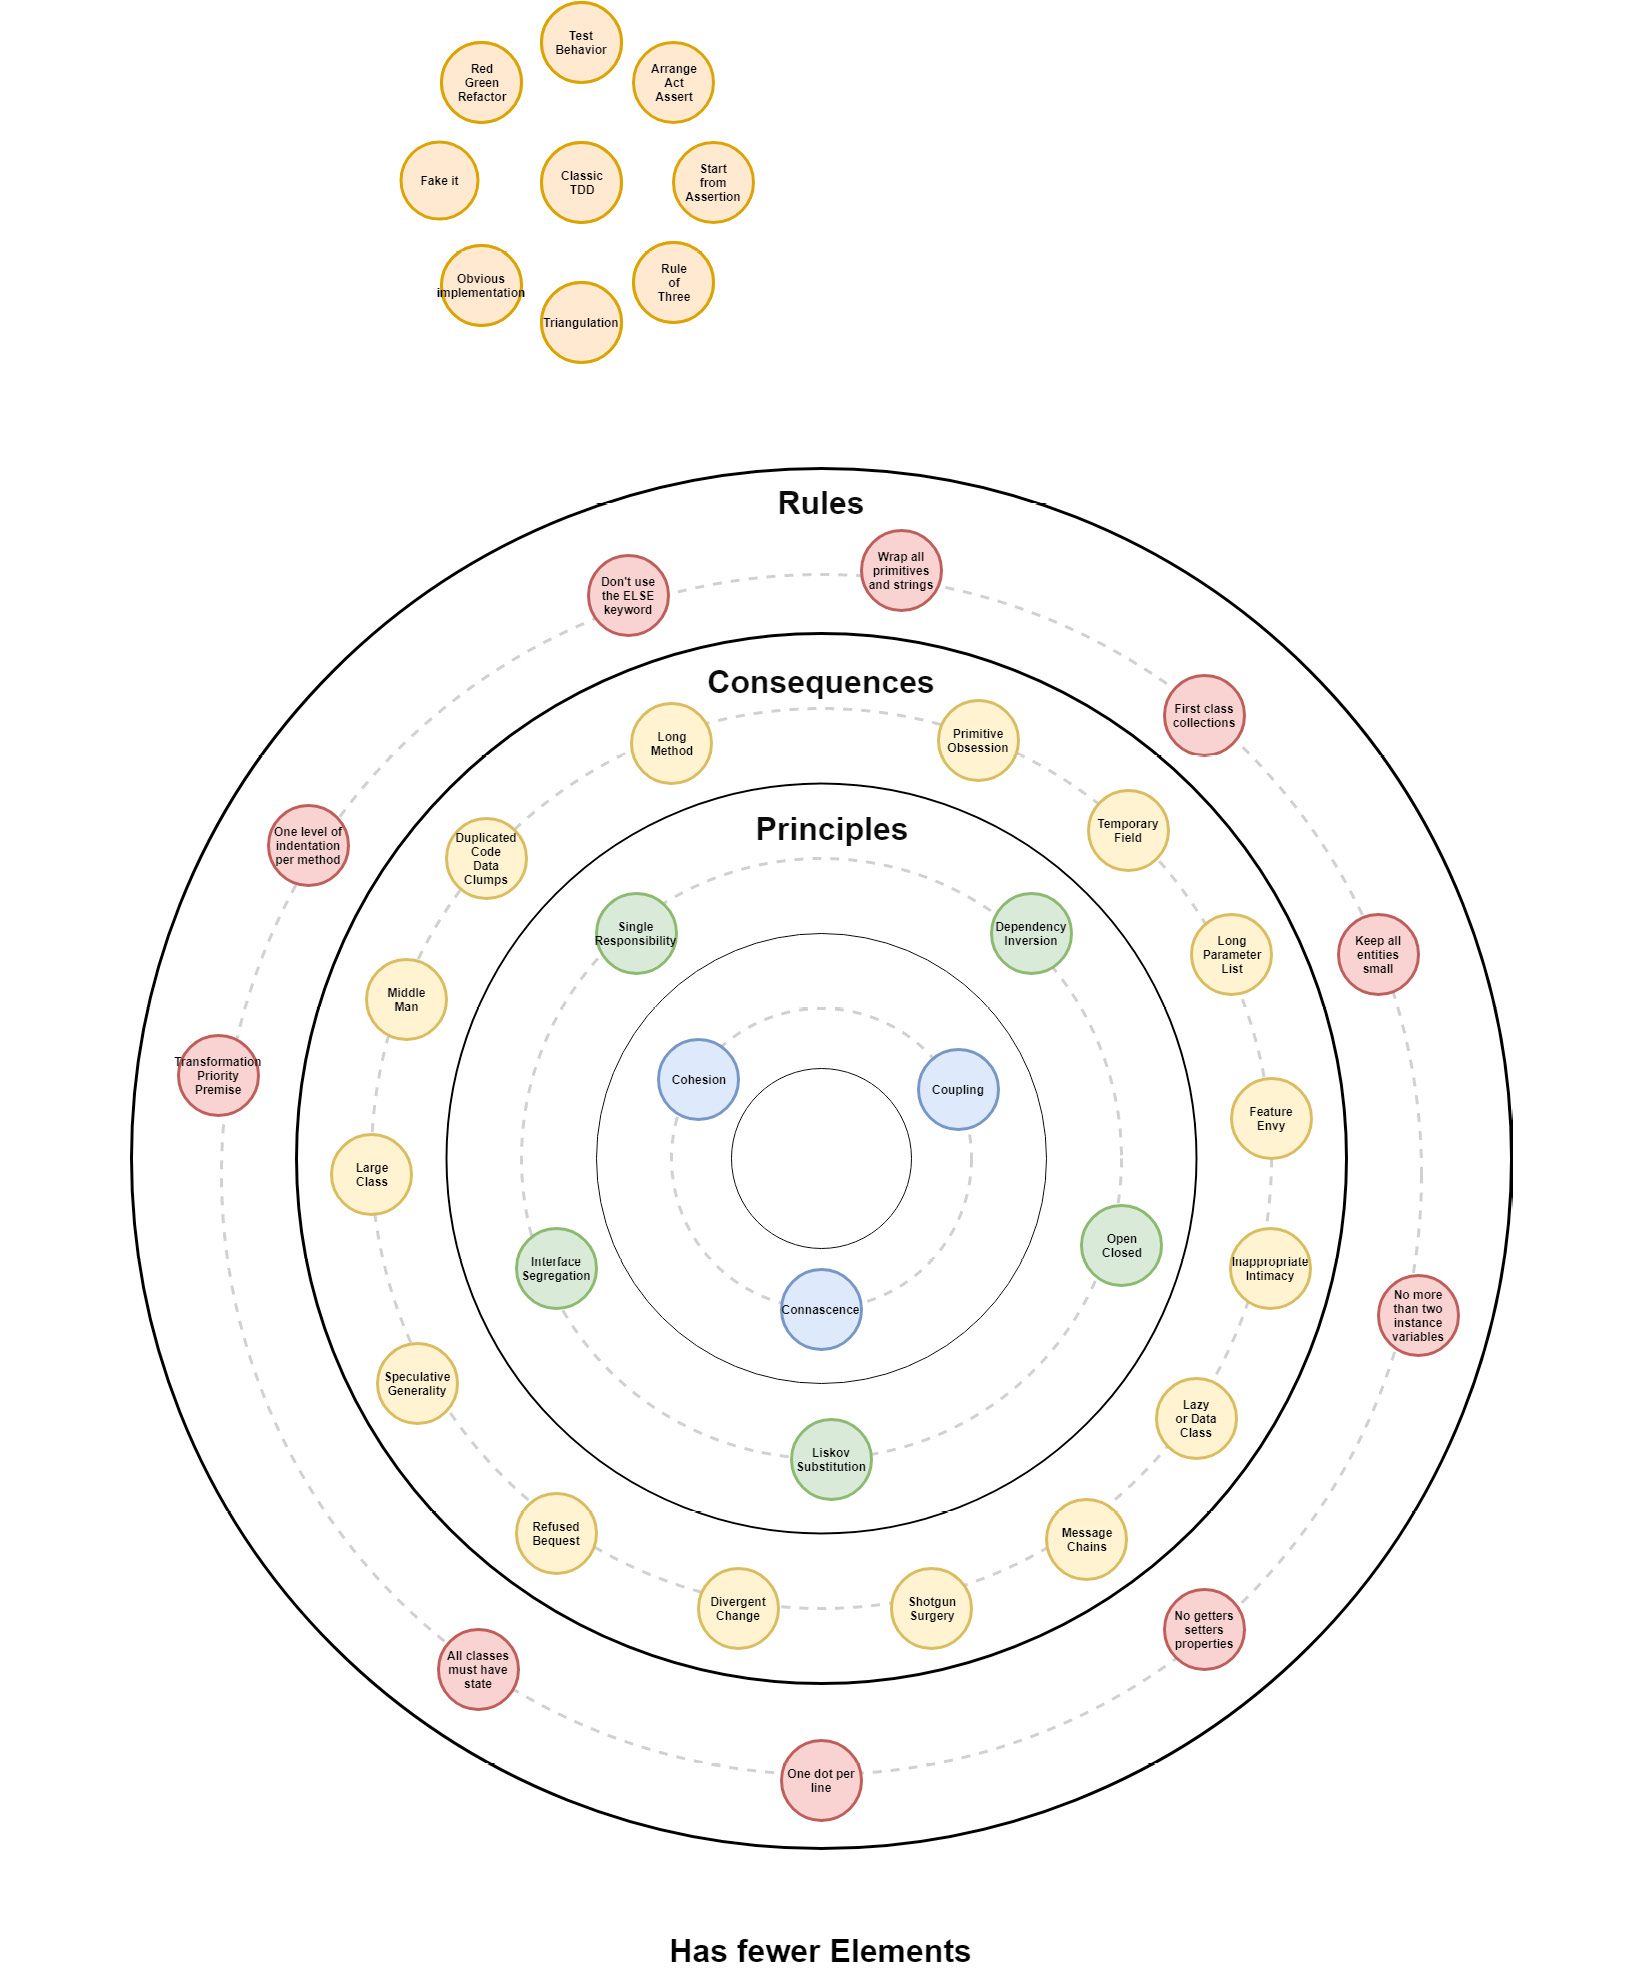 Test
Behavior
Red
Green
Refactor
Arrange
Act
Assert
Fake it
Classic
TDD
Start
from
Assertion
Obvious
implementation
Rule
of
Three
Triangulation
Rules
Don't use
the ELSE
keyword
Wrap all
primitives
and strings
First class
collections
One level of
indentation
per method
Keep all
entities
small
Transformation
Priority
Premise
No more
than two
instance
variables
All classes
must have
state
No getters
setters
properties
One dot per
line
Consequences
Long
Method
Primitive
Obsession
Duplicated
Code
Data
Clumps
Temporary
Field
Middle
Man
Long
Parameter
List
Large
Class
Feature
Envy
Inappropriate
Intimacy
Speculative
Generality
Lazy
or Data
Class
Refused
Bequest
Message
Chains
Divergent
Change
Shotgun
Surgery
Principles
Single
Responsibility
Dependency
Inversion
Interface
Segregation
Open
Closed
Liskov
Substitution
Cohesion
Coupling
Connascence
Has fewer Elements